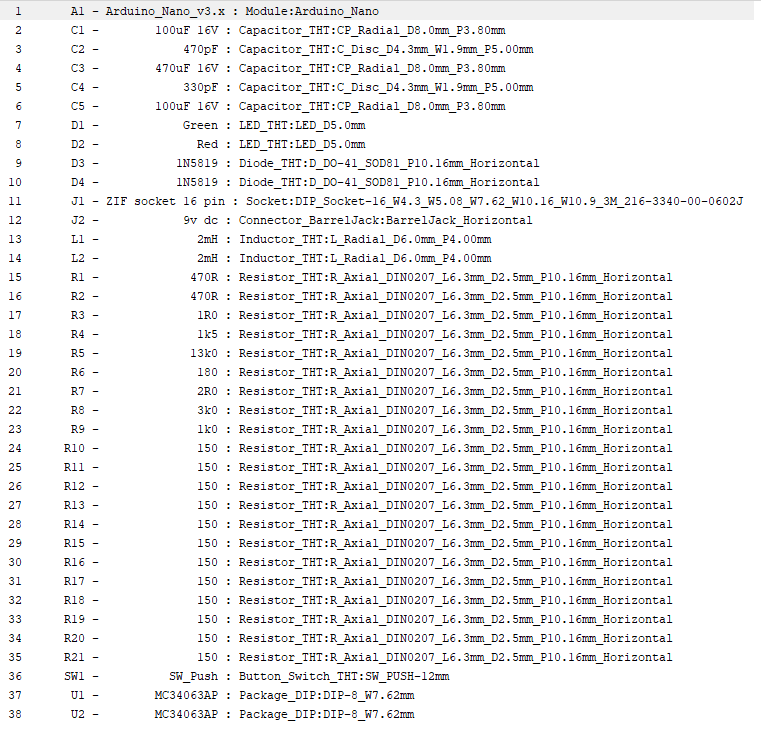 1 A1 - Arduino_Nano_v3.x : Module:Arduino_Nano
2 C1 - 100uF 16V : Capacitor_THT:CP_Radial_D8.0mm_P3.80mm
3 C2 - 470pF : Capacitor_THT:C_Disc_D4.3mm_W1.9mm_P5.00mm
4 C3 - 470uF 16V : Capacitor_THT:CP_Radial_D8.0mm_P3.80mm
5 C4 - 330pF : Capacitor_THT:C_Disc_D4.3mm_W1.9mm_P5.00mm
6 C5 - 100uF 16V : Capacitor_THT:CP_Radial_D8.0mm_P3.80mm
7 D1 - Green : LED_THT:LED_D5.0mm
8 D2 - Red : LED_THT:LED_D5.0mm
9 D3 - 1N5819 : Diode_THT:D_DO-41_SOD81_P10.16mm_Horizontal
10 D4 - 1N5819 : Diode_THT:D_DO-41_SOD81_P10.16mm_Horizontal
11 J1 - ZIF socket 16 pin : Socket:DIP_Socket-16_W4.3_W5.08_W7.62_W10.16_W10.9_3M_216-3340-00-0602J
12 J2 - 9v dc : Connector_BarrelJack:BarrelJack_Horizontal
13 L1 - 2mH : Inductor_THT:L_Radial_D6.0mm_P4.00mm
14 L2 - 2mH : Inductor_THT:L_Radial_D6.0mm_P4.00mm
15 R1 - 470R : Resistor_THT:R_Axial_DIN0207_L6.3mm_D2.5mm_P10.16mm_Horizontal
16 R2 - 470R : Resistor_THT:R_Axial_DIN0207_L6.3mm_D2.5mm_P10.16mm_Horizontal
17 R3 - 1R0 : Resistor_THT:R_Axial_DIN0207_L6.3mm_D2.5mm_P10.16mm_Horizontal
18 R4 - 1k5 : Resistor_THT:R_Axial_DIN0207_L6.3mm_D2.5mm_P10.16mm_Horizontal
19 R5 - 13k0 : Resistor_THT:R_Axial_DIN0207_L6.3mm_D2.5mm_P10.16mm_Horizontal
20 R6 - 180 : Resistor_THT:R_Axial_DIN0207_L6.3mm_D2.5mm_P10.16mm_Horizontal
21 R7 - 2R0 : Resistor_THT:R_Axial_DIN0207_L6.3mm_D2.5mm_P10.16mm_Horizontal
22 R8 - 3k0 : Resistor_THT:R_Axial_DIN0207_L6.3mm_D2.5mm_P10.16mm_Horizontal
23 R9 - 1k0 : Resistor_THT:R_Axial_DIN0207_L6.3mm_D2.5mm_P10.16mm_Horizontal
24 R10 - 150 : Resistor_THT:R_Axial_DIN0207_L6.3mm_D2.5mm_P10.16mm_Horizontal
25 R11 - 150 : Resistor_THT:R_Axial_DIN0207_L6.3mm_D2.5mm_P10.16mm_Horizontal
26 R12 - 150 : Resistor_THT:R_Axial_DIN0207_L6.3mm_D2.5mm_P10.16mm_Horizontal
27 R13 - 150 : Resistor_THT:R_Axial_DIN0207_L6.3mm_D2.5mm_P10.16mm_Horizontal
28 R14 - 150 : Resistor_THT:R_Axial_DIN0207_L6.3mm_D2.5mm_P10.16mm_Horizontal
29 R15 - 150 : Resistor_THT:R_Axial_DIN0207_L6.3mm_D2.5mm_P10.16mm_Horizontal
30 R16 - 150 : Resistor_THT:R_Axial_DIN0207_L6.3mm_D2.5mm_P10.16mm_Horizontal
31 R17 - 150 : Resistor_THT:R_Axial_DIN0207_L6.3mm_D2.5mm_P10.16mm_Horizontal
32 R18 - 150 : Resistor_THT:R_Axial_DIN0207_L6.3mm_D2.5mm_P10.16mm_Horizontal
33 R19 - 150 : Resistor_THT:R_Axial_DIN0207_L6.3mm_D2.5mm_P10.16mm_Horizontal
34 R20 - 150 : Resistor_THT:R_Axial_DIN0207_L6.3mm_D2.5mm_P10.16mm_Horizontal
35 R21 - 150 : Resistor_THT:R_Axial_DIN0207_L6.3mm_D2.5mm_P10.16mm_Horizontal
36 SW1 - SW_Push : Button_Switch_THT:SW_PUSH-12mm
37 U1 - MC34063AP : Package_DIP:DIP-8_W7.62mm
38 U2 - MC34063AP : Package_DIP:DIP-8_W7.62mm